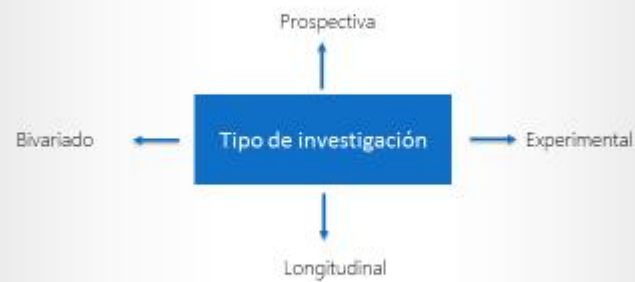 Prospectiva
Bivariado
Tipo de investigación
Experimental
Longitudinal